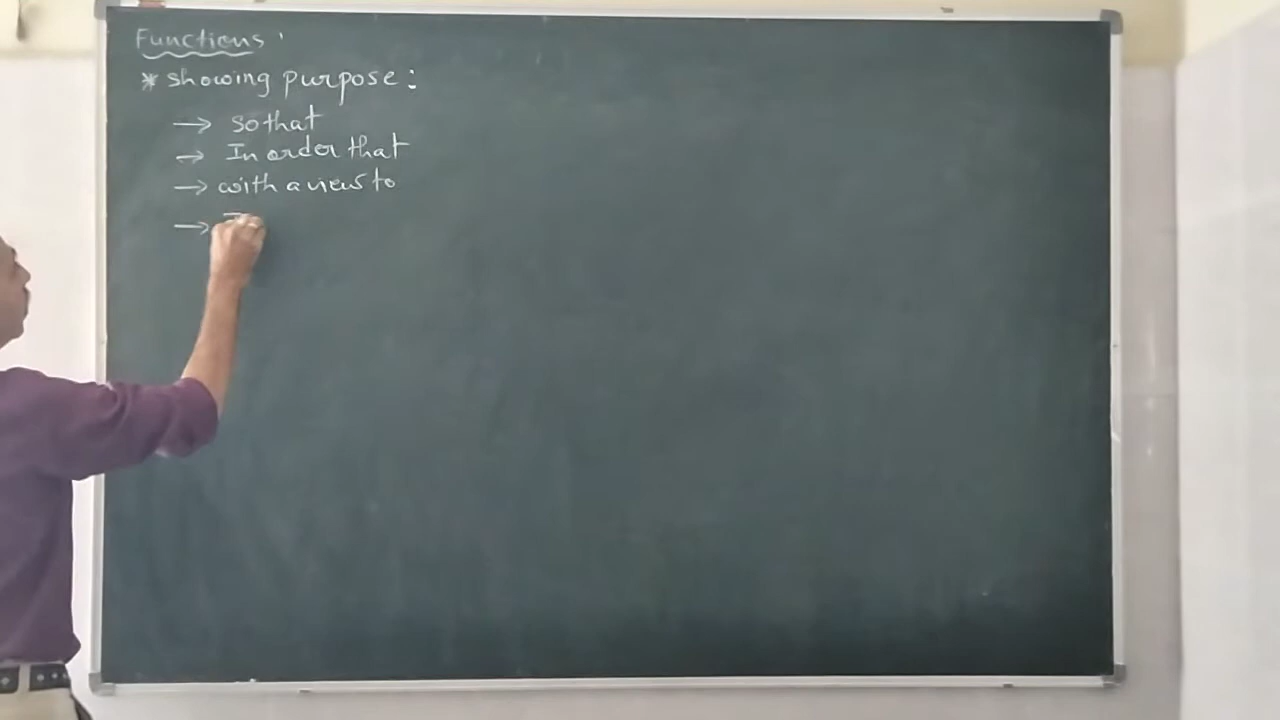 Functions:
* showing purpose:
→ so that
→ In order that
→ with a view to
→